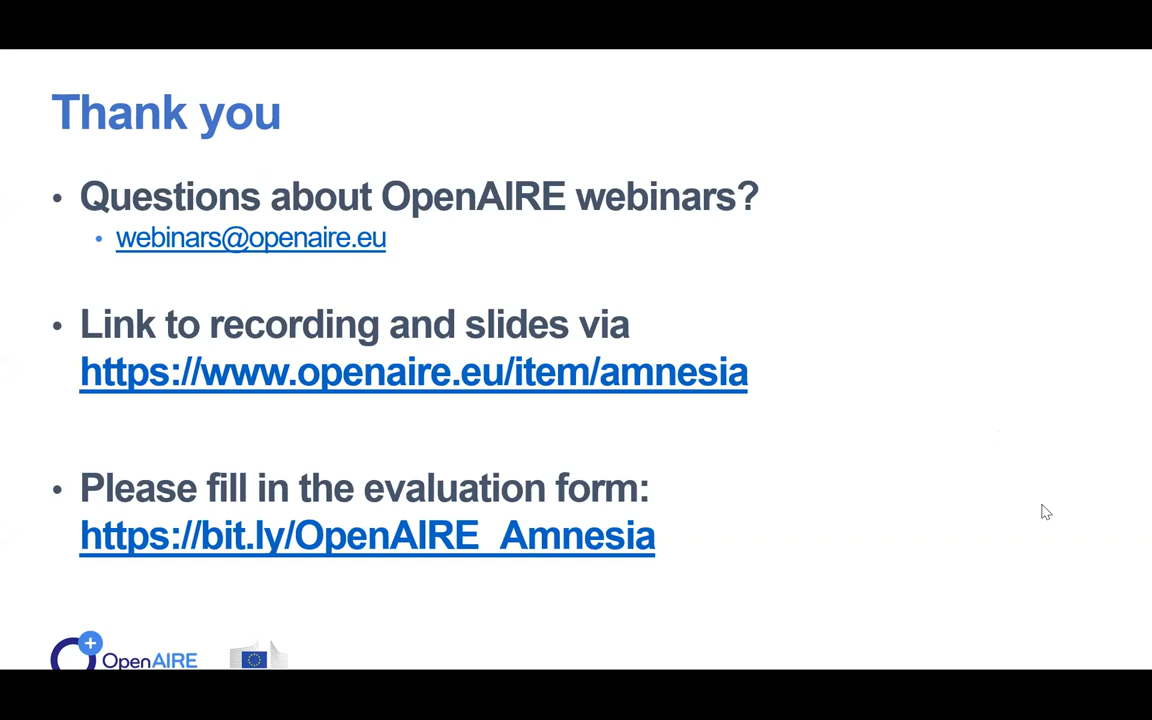 Thank you
• Questions about OpenAIRE webinars?
• webinars@openaire.eu
• Link to recording and slides via
https://www.openaire.eu/item/amnesia
• Please fill in the evaluation form:
https://bit.ly/OpenAIRE_Amnesia
OpenAIRE